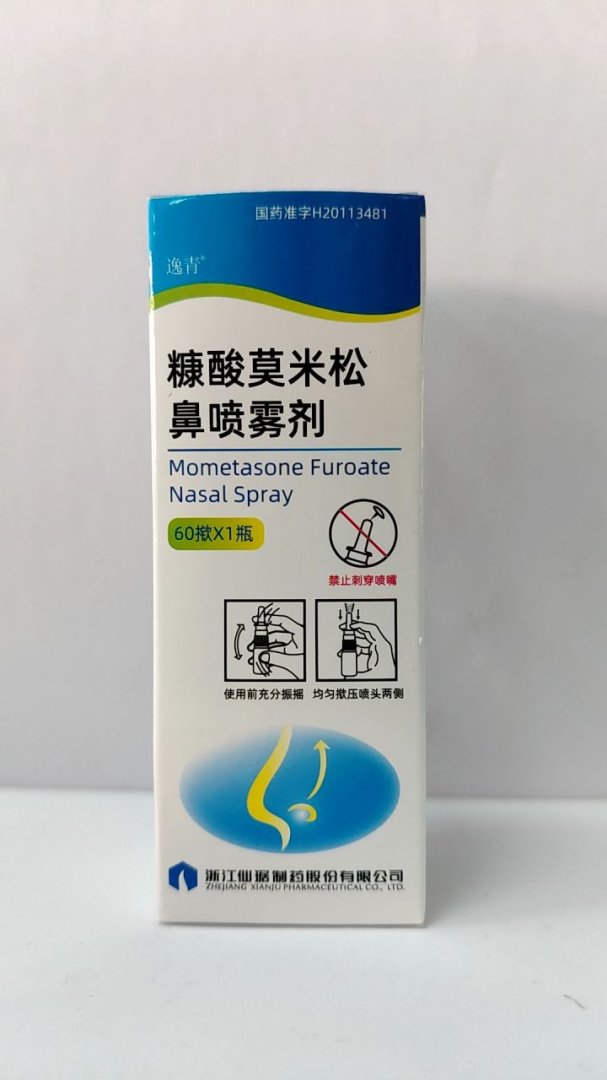 国药准字H20113481
逸青®
糠酸莫米松
鼻喷雾剂
Mometasone Furoate
Nasal Spray
60揿X1瓶
禁止刺穿喷嘴
使用前充分振摇 均匀揿压喷头两侧
浙江仙琚制药股份有限公司
ZHEJIANG XIANJU PHARMACEUTICAL CO., LTD.